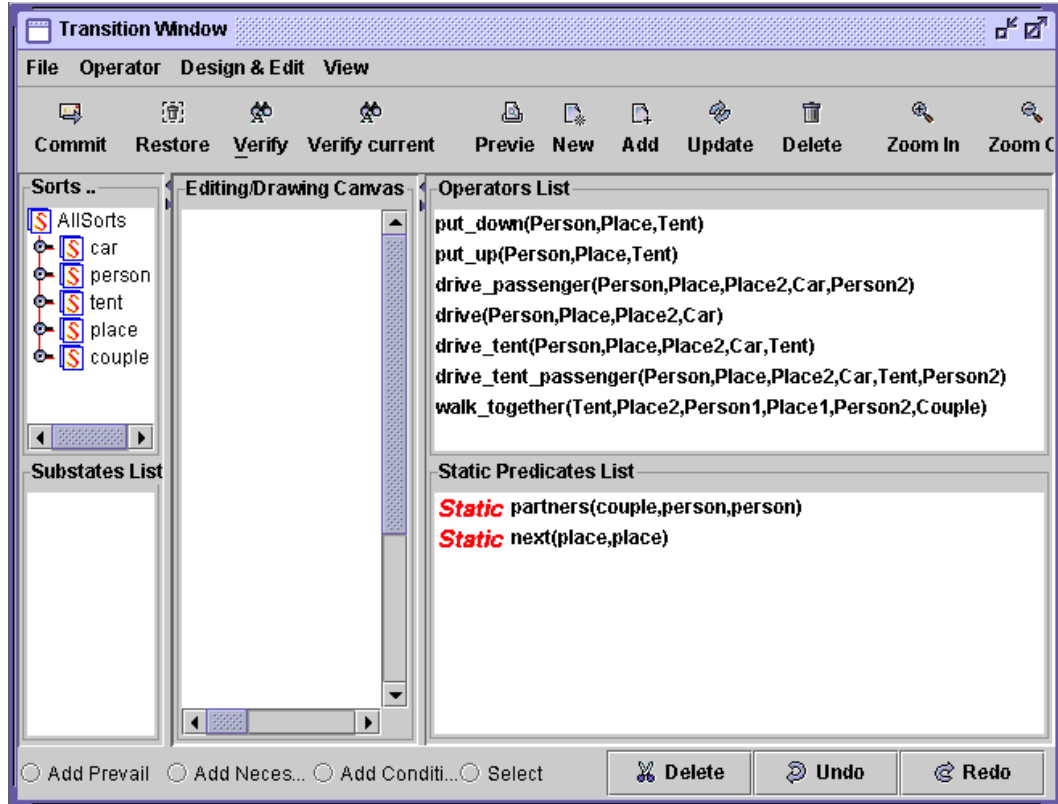 Transition Window
File Operator Design & Edit View
Commit Restore Verify Verify current Previe New Add Update Delete Zoom In Zoom
Sorts ..
S AllSorts
S car
S person
S tent
S place
S couple
Substates List
Editing/Drawing Canvas
Operators List
put_down(Person,Place,Tent)
put_up(Person,Place,Tent)
drive_passenger(Person,Place,Place2,Car,Person2)
drive(Person,Place,Place2,Car)
drive_tent(Person,Place,Place2,Car,Tent)
drive_tent_passenger(Person,Place,Place2,Car,Tent,Person2)
walk_together(Tent,Place2,Person1,Place1,Person2,Couple)
Static Predicates List
Static partners(couple,person,person)
Static next(place,place)
Add Prevail Add Neces... Add Conditi... Select Delete Undo Redo